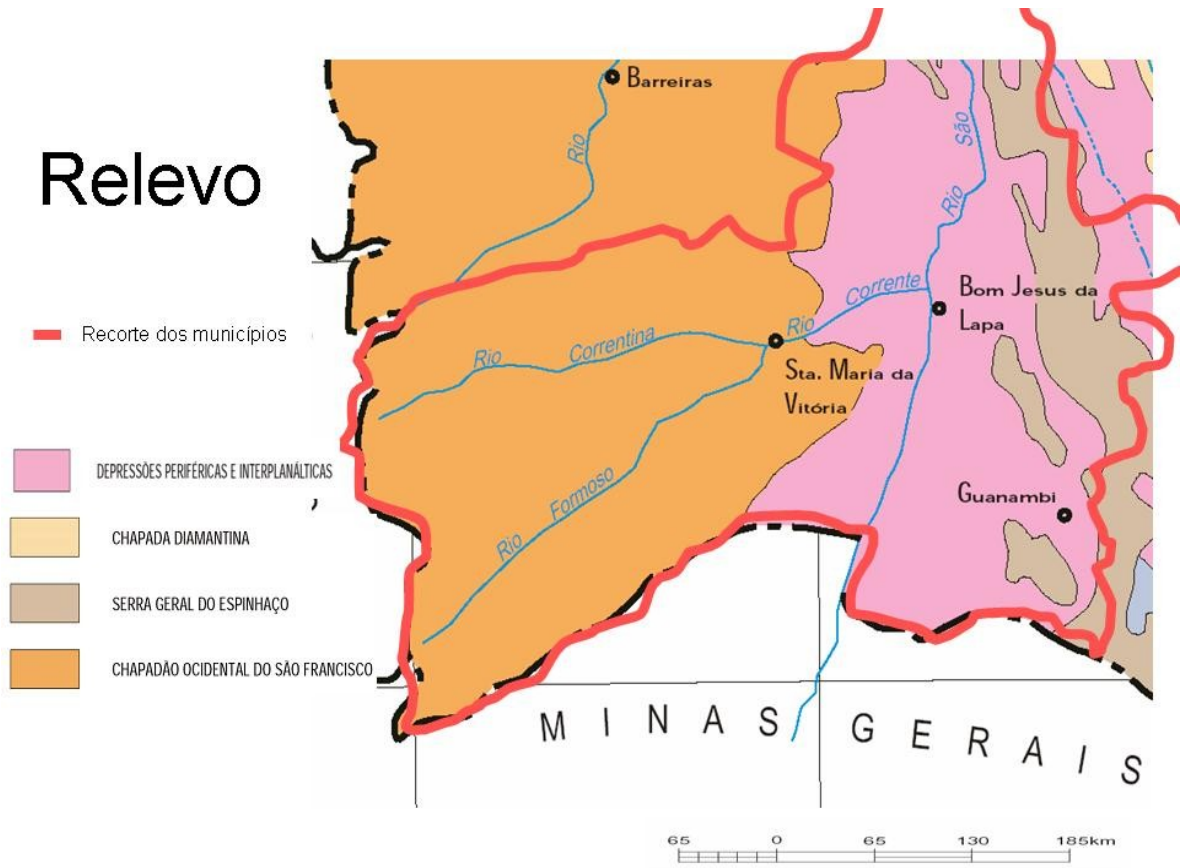 Relevo
Recorte dos municípios
DEPRESSÕES PERIFÉRICAS E INTERPLANÁLTICAS
CHAPADA DIAMANTINA
SERRA GERAL DO ESPINHAÇO
CHAPADÃO OCIDENTAL DO SÃO FRANCISCO
Barreiras
Rio
São
Rio
Corrente
Rio
Bom Jesus da
Lapa
Rio Correntina
Sta. Maria da
Vitória
Rio Formoso
Guanambi
MINAS GERAIS
65 0 65 130 185km